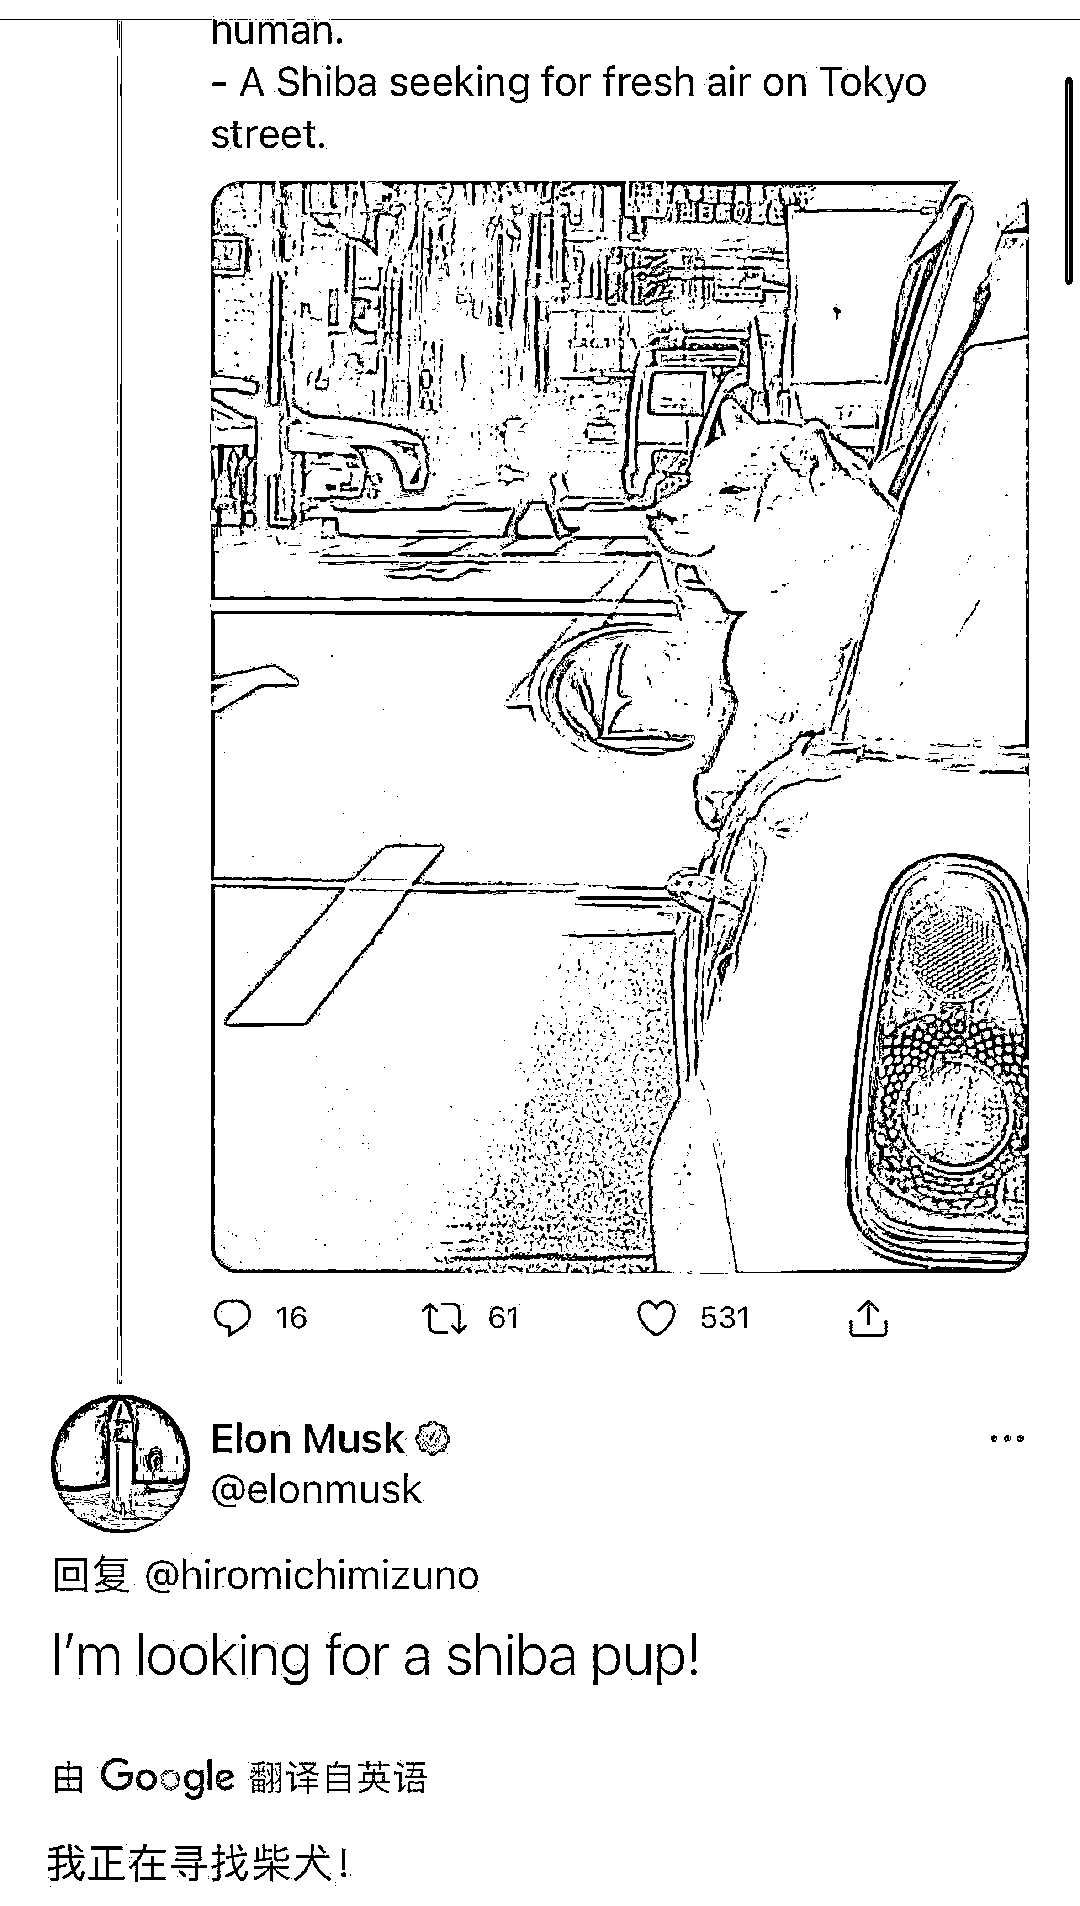 human.
- A Shiba seeking for fresh air on Tokyo
street.
16 61 531
Elon Musk
@elonmusk
回复 @hiromichimizuno
I'm looking for a shiba pup!
由 Google 翻译自英语
我正在寻找柴犬！